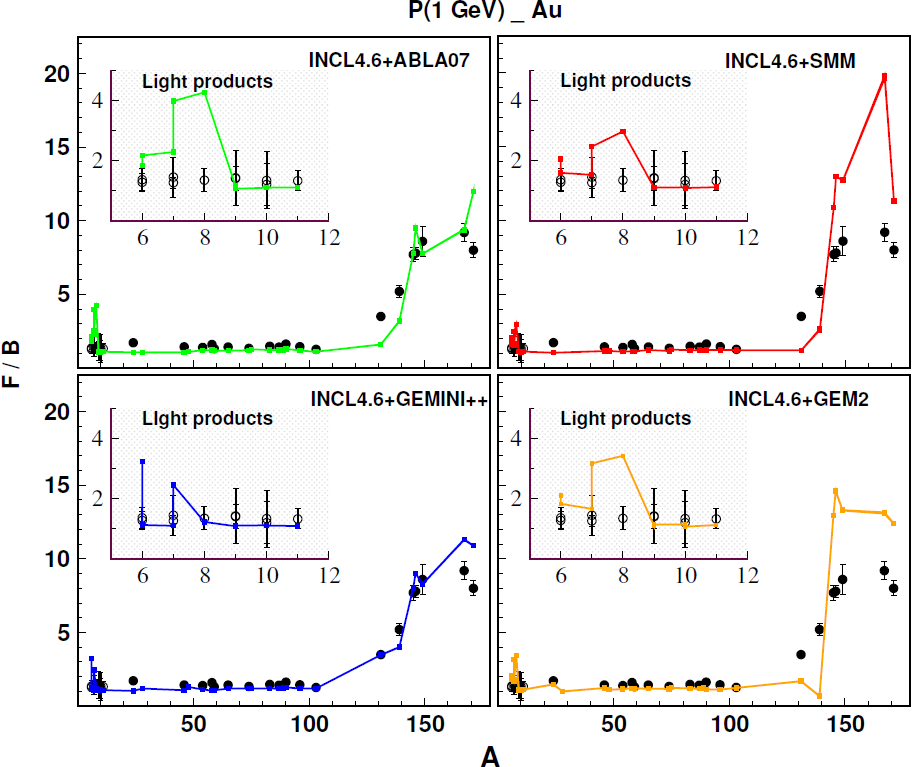 P(1 GeV) _ Au
INCL4.6+ABLA07
Light products
4
2
6 8 10 12
20
15
10
5
INCL4.6+SMM
Light products
4
2
6 8 10 12
INCL4.6+GEMINI++
LIght products
4
2
6 8 10 12
20
15
10
5
50 100 150
INCL4.6+GEM2
Light products
4
2
6 8 10 12
50 100 150
F / B
A